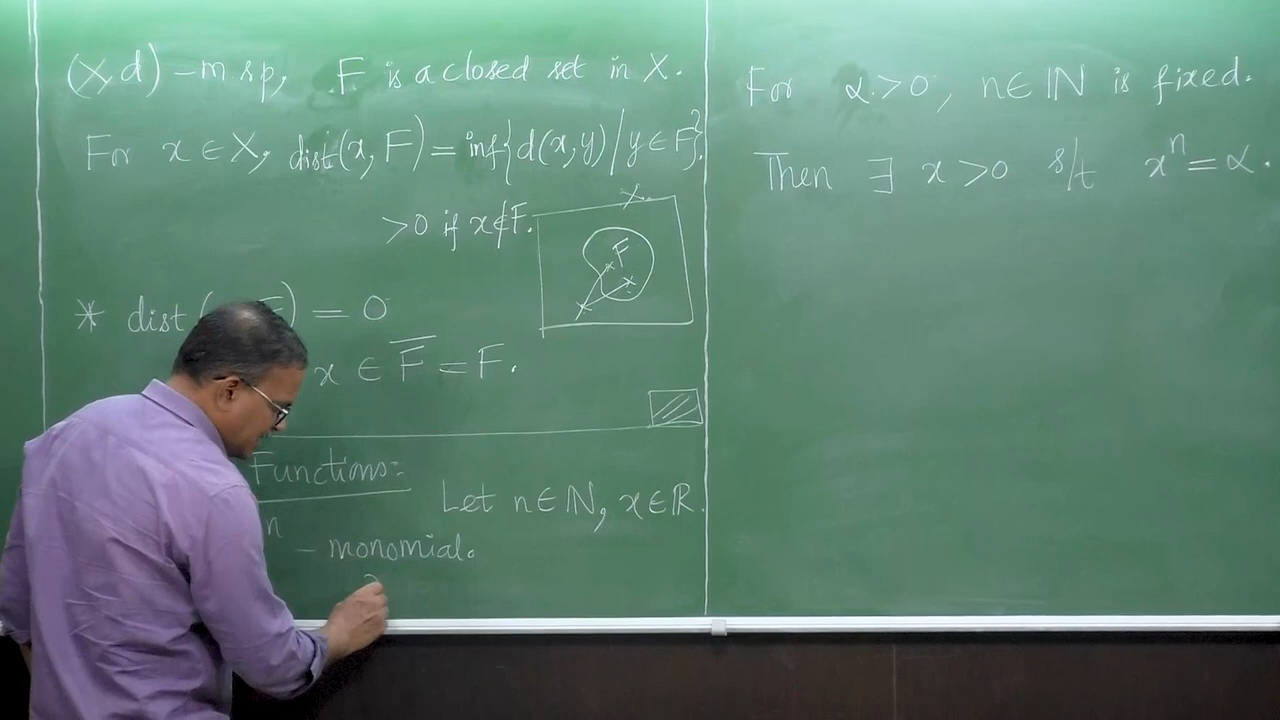 (X, d) – m sp, F is a closed set in X.
For x ∈ X, dist(x, F) = inf{d(x,y) / y ∈ F}.
>0 if x ∉ F.
X
F
* dist( F) = 0
x ∈ F̅ = F.
Functions:-
Let n ∈ ℕ, x ∈ ℝ.
n – monomial.
For α > 0, n ∈ ℕ is fixed.
Then ∃ x > 0 s/t xⁿ = α.